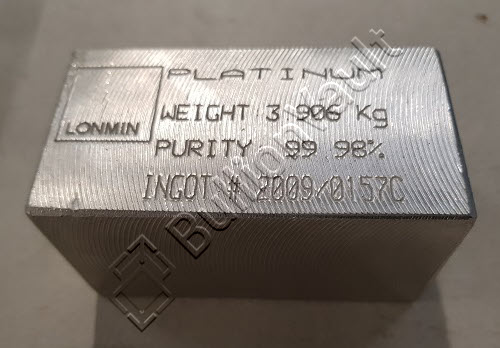 PLATINUM
LONMIN
WEIGHT 3 906 Kg
PURITY 99 98%
INGOT # 2009/0157C
BullionVault